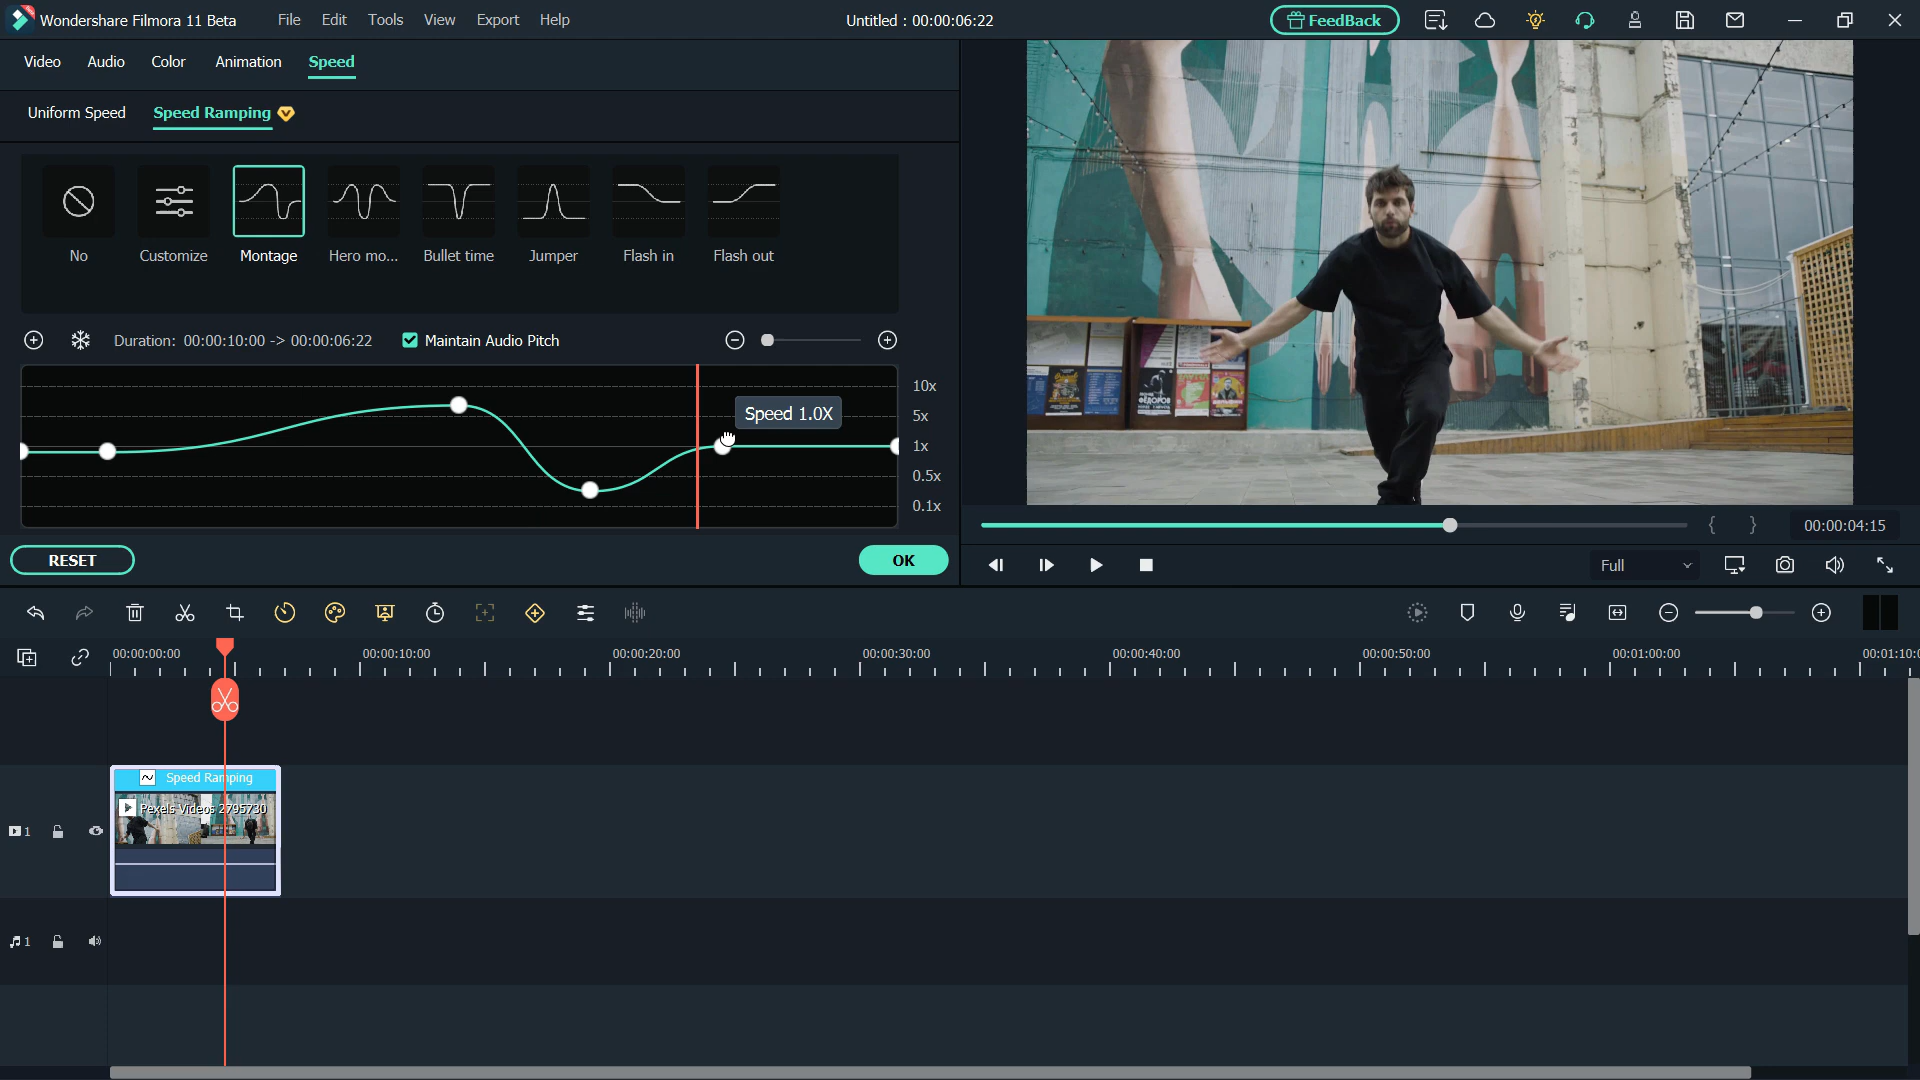 Wondershare Filmora 11 Beta File Edit Tools View Export Help Untitled : 00:00:06:22 FeedBack
Video Audio Color Animation Speed
Uniform Speed Speed Ramping
No Customize Montage Hero mo... Bullet time Jumper Flash in Flash out
Duration: 00:00:10:00 -> 00:00:06:22 Maintain Audio Pitch
10x
Speed 1.0X
5x
1x
0.5x
0.1x
{ } 00:00:04:15
RESET OK
Full
00:00:00:00 00:00:10:00 00:00:20:00 00:00:30:00 00:00:40:00 00:00:50:00 00:01:00:00 00:01:10:0
Speed Ramping
Pexels Videos 2795730
1
1